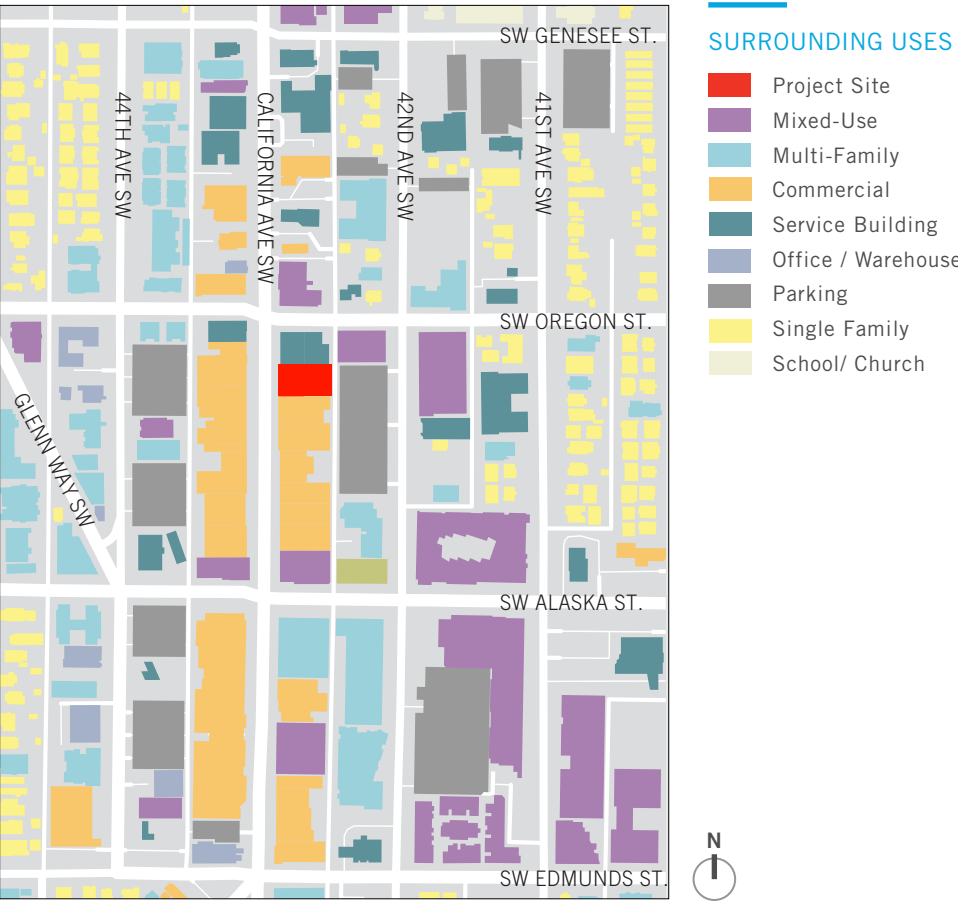 SW GENESEE ST.
44TH AVE SW
CALIFORNIA AVE SW
42ND AVE SW
41ST AVE SW
SW OREGON ST.
GLENN WAY SW
SW ALASKA ST.
SW EDMUNDS ST.
SURROUNDING USES
Project Site
Mixed-Use
Multi-Family
Commercial
Service Building
Office / Warehouse
Parking
Single Family
School/ Church
N